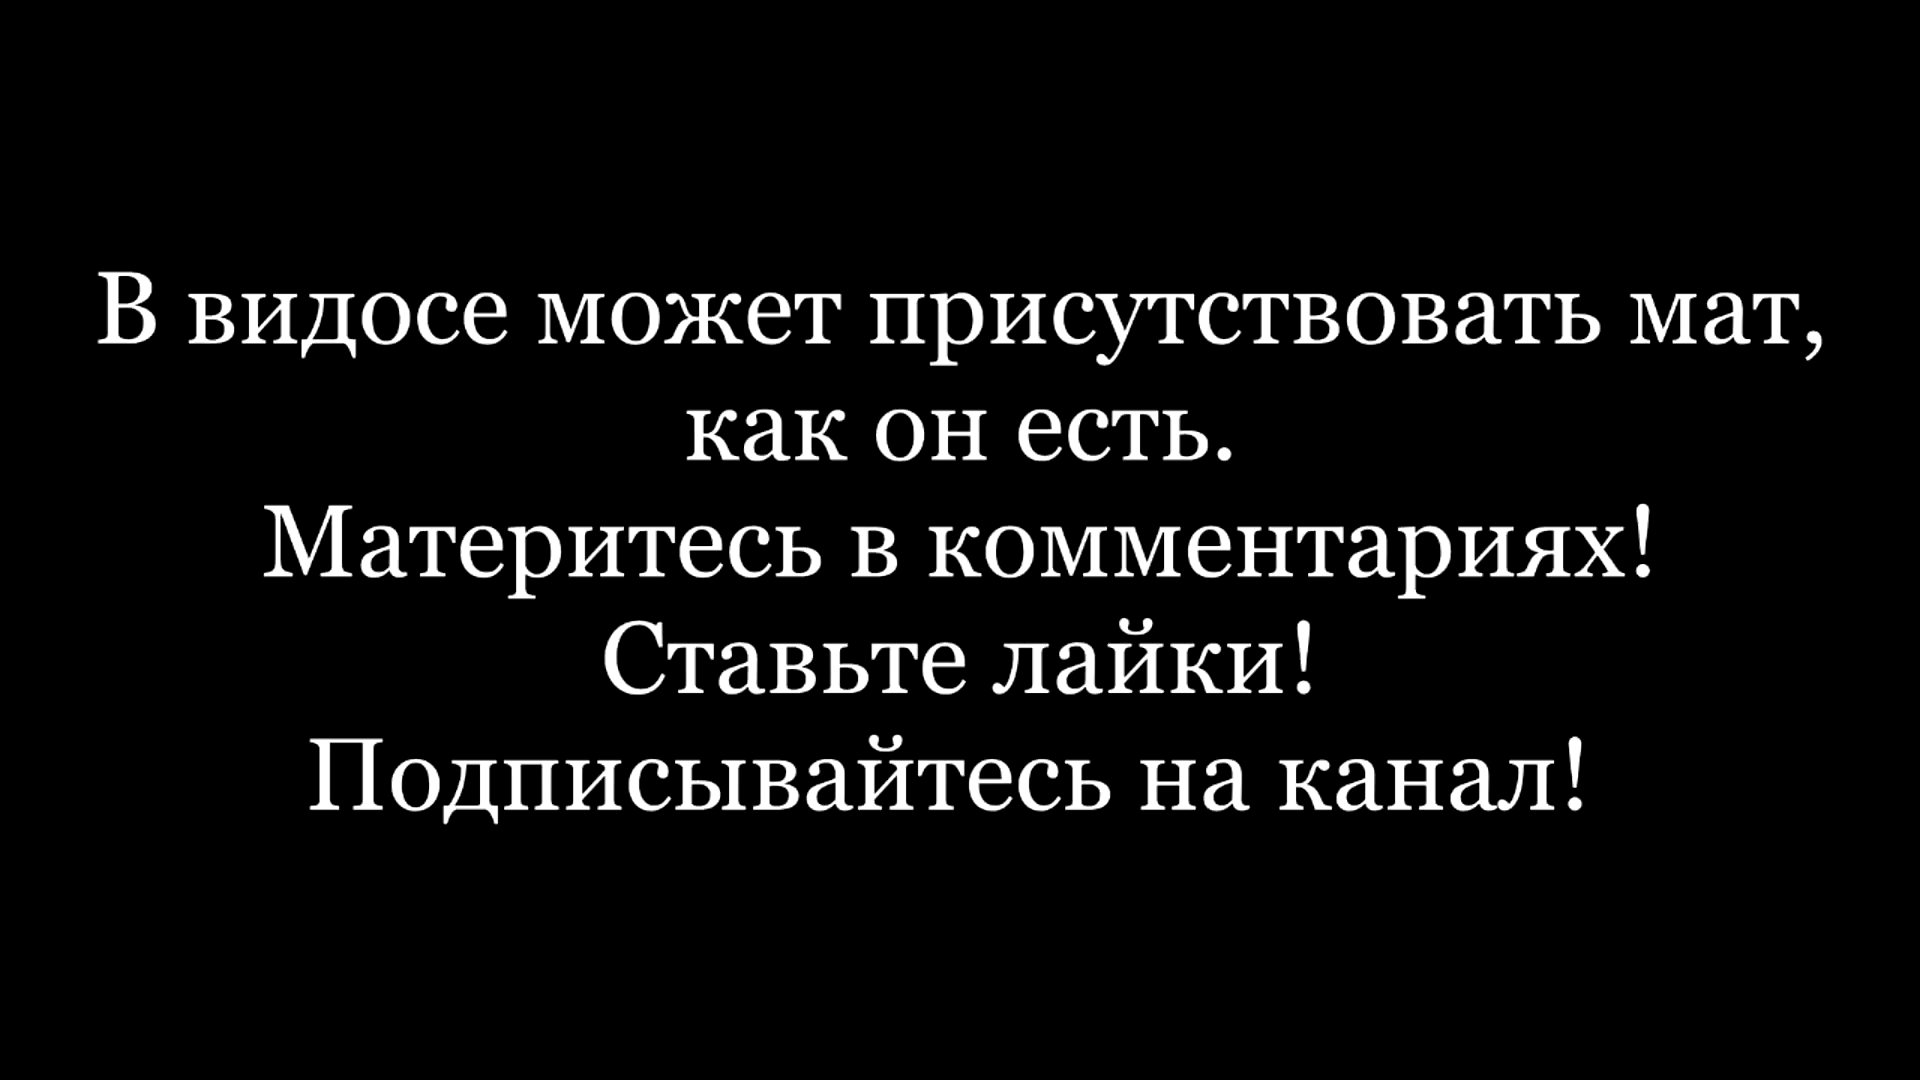 В видосе может присутствовать мат,
как он есть.
Материтесь в комментариях!
Ставьте лайки!
Подписывайтесь на канал!